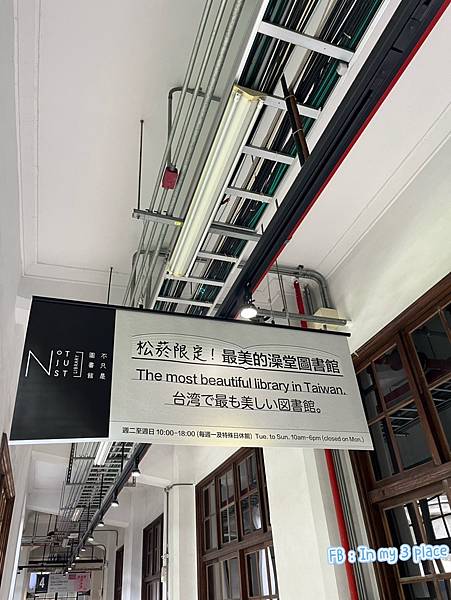 NOT JUST
Library
不只是
圖書館
松菸限定！最美的澡堂圖書館
The most beautiful library in Taiwan.
台湾で最も美しい図書館。
週二至週日 10:00-18:00 (每週一及特殊日休館) Tue. to Sun. 10am-6pm (closed on Mon.)
FB : In my 3 place
4